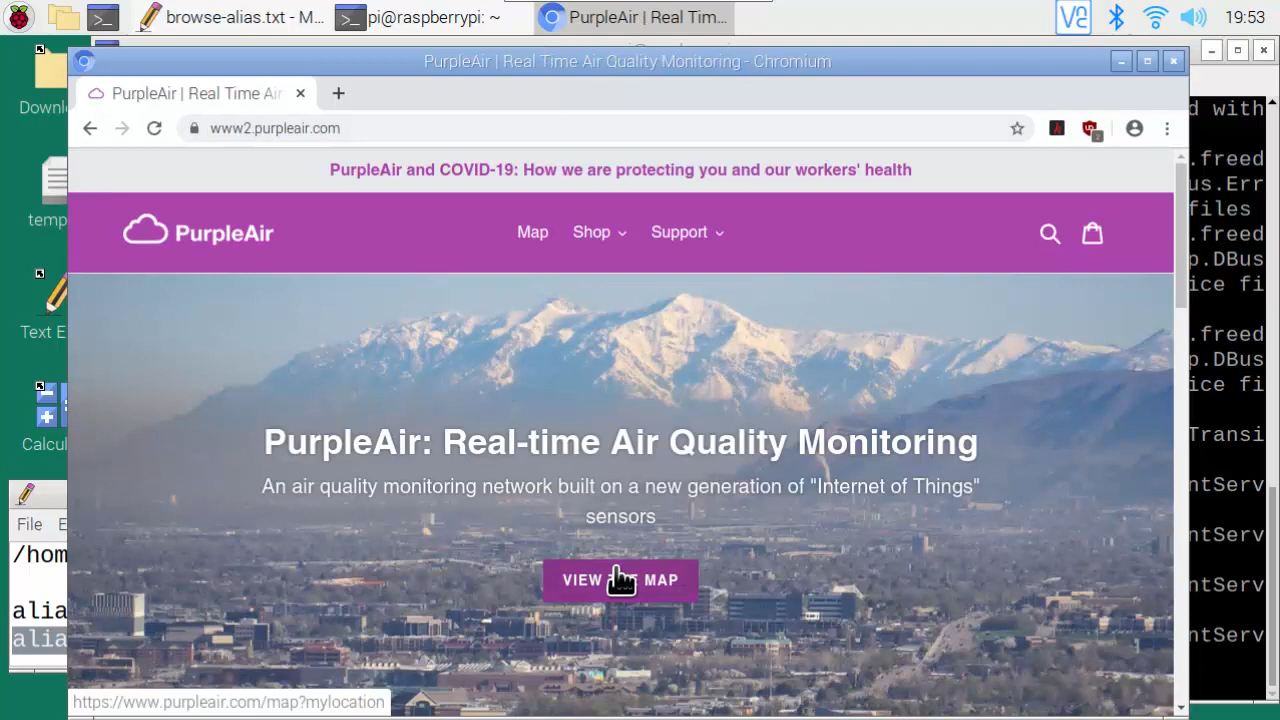 browse-alias.txt - M...
pi@raspberrypi: ~
PurpleAir | Real Tim...
19:53
PurpleAir | Real Time Air Quality Monitoring - Chromium
PurpleAir | Real Time Air
www2.purpleair.com
2
PurpleAir and COVID-19: How we are protecting you and our workers' health
PurpleAir
Map
Shop
Support
PurpleAir: Real-time Air Quality Monitoring
An air quality monitoring network built on a new generation of "Internet of Things"
sensors
VIEW MAP
https://www.purpleair.com/map?mylocation
Downl
temp
Text E
Calcul
File E
/hom
alia
alia
d with
.freed
us.Err
files
.freed
p.DBus
ice fi
.freed
p.DBus
ice fi
Transi
ntServ
ntServ
ntServ
ntServ